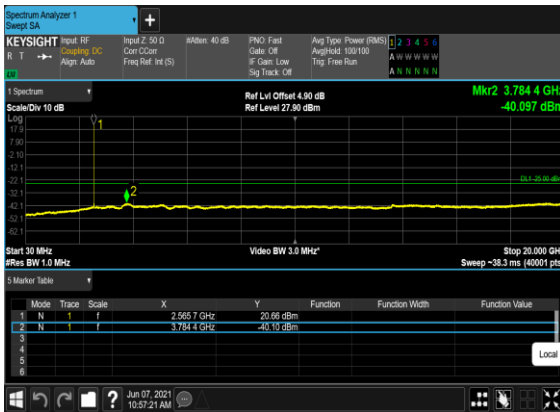 Spectrum Analyzer 1
Swept SA
+
KEYSIGHT Input: RF Input Z: 50 Ω #Atten: 40 dB PNO: Fast Avg Type: Power (RMS) 1 2 3 4 5 6
R T Coupling: DC Corr CCorr Gate: Off Avg|Hold: 100/100 A W W W W W
Align: Auto Freq Ref: Int (S) IF Gain: Low Trig: Free Run
Sig Track: Off A N N N N N
1 Spectrum Ref Lvl Offset 4.90 dB Mkr2 3.784 4 GHz
Scale/Div 10 dB Ref Level 27.90 dBm -40.097 dBm
Log
17.9
7.90
-2.10
-12.1
-22.1
-32.1
-42.1
-52.1
-62.1
1
2
DL1 -25.00 dBm
Start 30 MHz Video BW 3.0 MHz* Stop 20.000 GH
#Res BW 1.0 MHz Sweep ~38.3 ms (40001 pts
5 Marker Table
Mode Trace Scale X Y Function Function Width Function Value
1 N 1 f 2.565 7 GHz 20.66 dBm
2 N 1 f 3.784 4 GHz -40.10 dBm
3
4
5
6
Local
?
Jun 07, 2021
10:57:21 AM